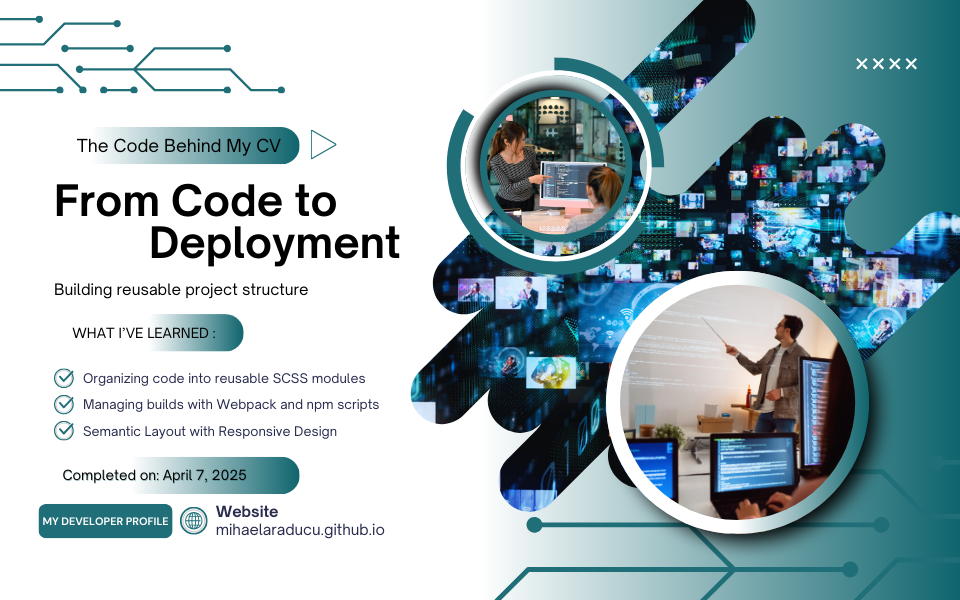 The Code Behind My CV
From Code to
Deployment
Building reusable project structure
WHAT I'VE LEARNED :
Organizing code into reusable SCSS modules
Managing builds with Webpack and npm scripts
Semantic Layout with Responsive Design
Completed on: April 7, 2025
MY DEVELOPER PROFILE
Website
mihaelaraducu.github.io